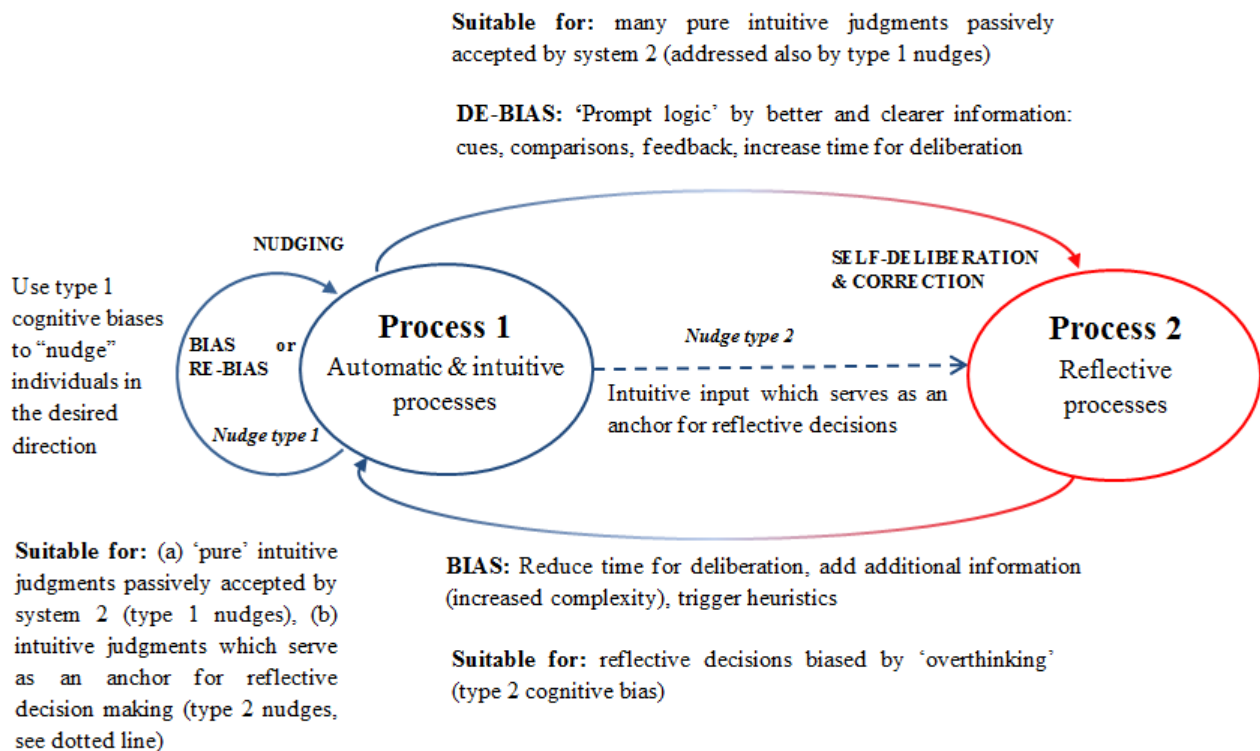 Suitable for: many pure intuitive judgments passively
accepted by system 2 (addressed also by type 1 nudges)
DE-BIAS: ‘Prompt logic’ by better and clearer information:
cues, comparisons, feedback, increase time for deliberation
NUDGING
SELF-DELIBERATION
& CORRECTION
Use type 1
cognitive biases
to “nudge”
individuals in
the desired
direction
BIAS or
RE-BIAS
Nudge type 1
Process 1
Automatic & intuitive
processes
Nudge type 2
Intuitive input which serves as an
anchor for reflective decisions
Process 2
Reflective
processes
Suitable for: (a) ‘pure’ intuitive
judgments passively accepted by
system 2 (type 1 nudges), (b)
intuitive judgments which serve
as an anchor for reflective
decision making (type 2 nudges,
see dotted line)
BIAS: Reduce time for deliberation, add additional information
(increased complexity), trigger heuristics
Suitable for: reflective decisions biased by ‘overthinking’
(type 2 cognitive bias)